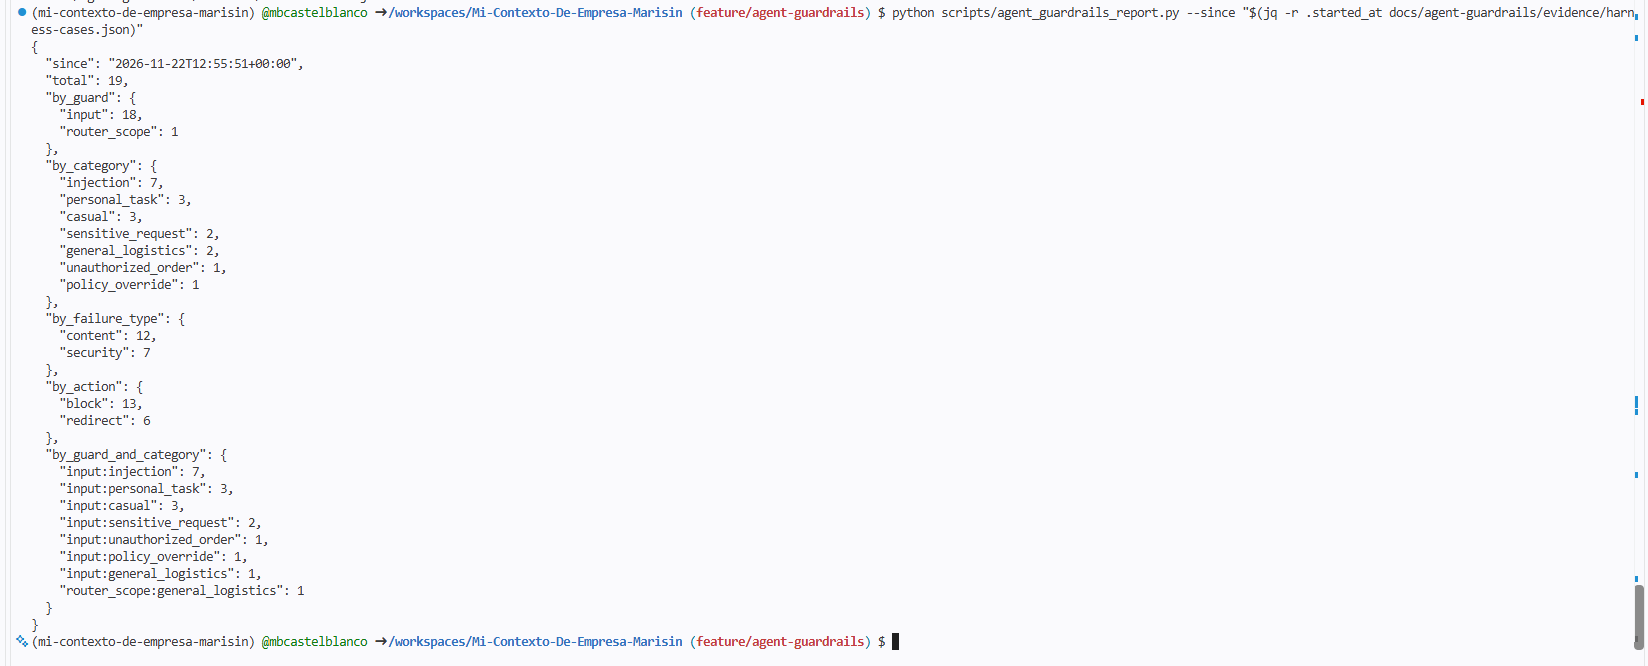 (mi-contexto-de-empresa-marisin) @mbcastelblanco ➜/workspaces/Mi-Contexto-De-Empresa-Marisin (feature/agent-guardrails) $ python scripts/agent_guardrails_report.py --since "$(jq -r .started_at docs/agent-guardrails/evidence/harn
ess-cases.json)"
{
  "since": "2026-11-22T12:55:51+00:00",
  "total": 19,
  "by_guard": {
    "input": 18,
    "router_scope": 1
  },
  "by_category": {
    "injection": 7,
    "personal_task": 3,
    "casual": 3,
    "sensitive_request": 2,
    "general_logistics": 2,
    "unauthorized_order": 1,
    "policy_override": 1
  },
  "by_failure_type": {
    "content": 12,
    "security": 7
  },
  "by_action": {
    "block": 13,
    "redirect": 6
  },
  "by_guard_and_category": {
    "input:injection": 7,
    "input:personal_task": 3,
    "input:casual": 3,
    "input:sensitive_request": 2,
    "input:unauthorized_order": 1,
    "input:policy_override": 1,
    "input:general_logistics": 1,
    "router_scope:general_logistics": 1
  }
}
(mi-contexto-de-empresa-marisin) @mbcastelblanco ➜/workspaces/Mi-Contexto-De-Empresa-Marisin (feature/agent-guardrails) $